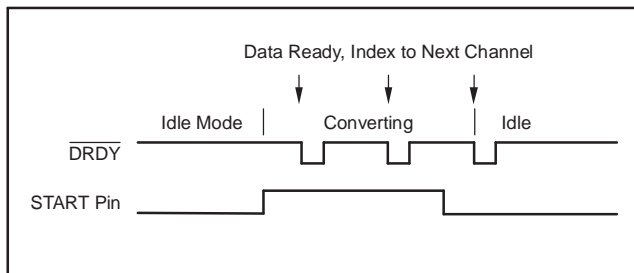 Data Ready, Index to Next Channel
Idle Mode Converting Idle
DRDY
START Pin